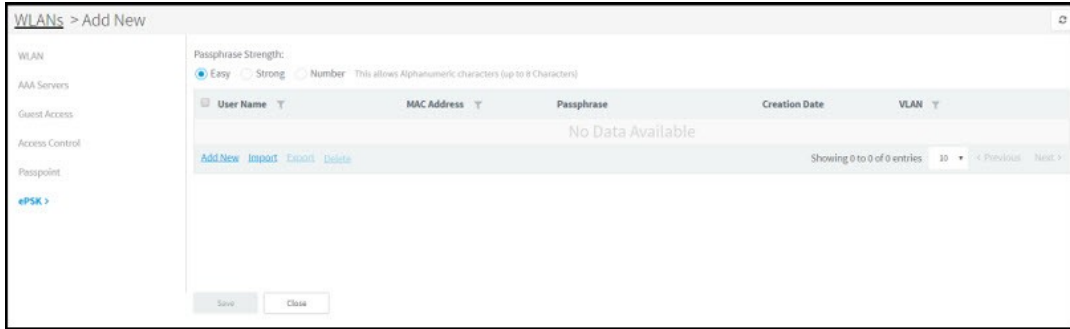 WLANs > Add New
WLAN
AAA Servers
Guest Access
Access Control
Passpoint
ePSK >
Passphrase Strength:
Easy Strong Number This allows Alphanumeric characters (up to 8 Characters)
User Name MAC Address Passphrase Creation Date VLAN
No Data Available
Add New Import Export Delete Showing 0 to 0 of 0 entries 10 < Previous Next >
Save Close